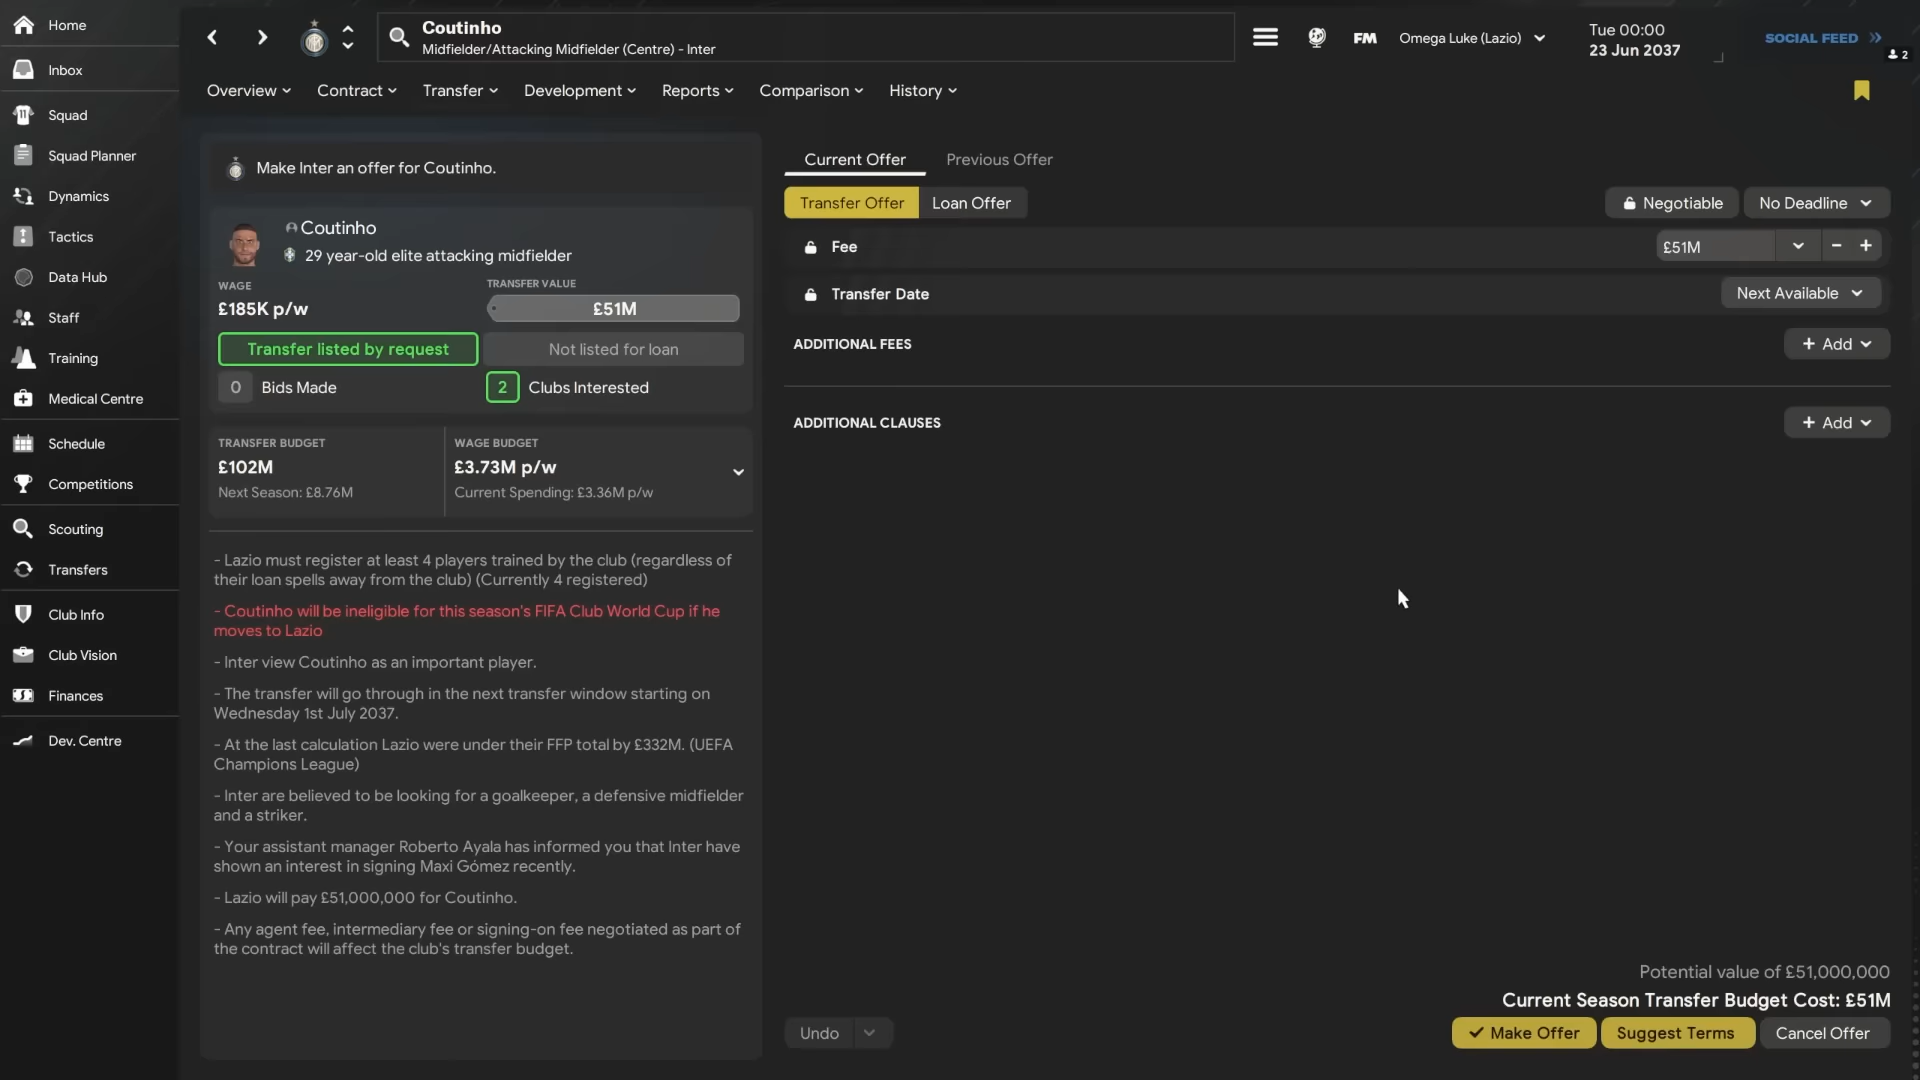 Home
Inbox
Squad
Squad Planner
Dynamics
Tactics
Data Hub
Staff
Training
Medical Centre
Schedule
Competitions
Scouting
Transfers
Club Info
Club Vision
Finances
Dev. Centre
Coutinho
Midfielder/Attacking Midfielder (Centre) - Inter
FM
Omega Luke (Lazio)
Tue 00:00
23 Jun 2037
SOCIAL FEED
2
Overview
Contract
Transfer
Development
Reports
Comparison
History
Make Inter an offer for Coutinho.
Coutinho
29 year-old elite attacking midfielder
WAGE
£185K p/w
TRANSFER VALUE
£51M
Transfer listed by request
Not listed for loan
0 Bids Made
2 Clubs Interested
TRANSFER BUDGET
£102M
Next Season: £8.76M
WAGE BUDGET
£3.73M p/w
Current Spending: £3.36M p/w
- Lazio must register at least 4 players trained by the club (regardless of
their loan spells away from the club) (Currently 4 registered)
- Coutinho will be ineligible for this season's FIFA Club World Cup if he
moves to Lazio
- Inter view Coutinho as an important player.
- The transfer will go through in the next transfer window starting on
Wednesday 1st July 2037.
- At the last calculation Lazio were under their FFP total by £332M. (UEFA
Champions League)
- Inter are believed to be looking for a goalkeeper, a defensive midfielder
and a striker.
- Your assistant manager Roberto Ayala has informed you that Inter have
shown an interest in signing Maxi Gómez recently.
- Lazio will pay £51,000,000 for Coutinho.
- Any agent fee, intermediary fee or signing-on fee negotiated as part of
the contract will affect the club's transfer budget.
Current Offer
Previous Offer
Transfer Offer
Loan Offer
Negotiable
No Deadline
Fee
£51M
Transfer Date
Next Available
ADDITIONAL FEES
+ Add
ADDITIONAL CLAUSES
+ Add
Potential value of £51,000,000
Current Season Transfer Budget Cost: £51M
Undo
Make Offer
Suggest Terms
Cancel Offer